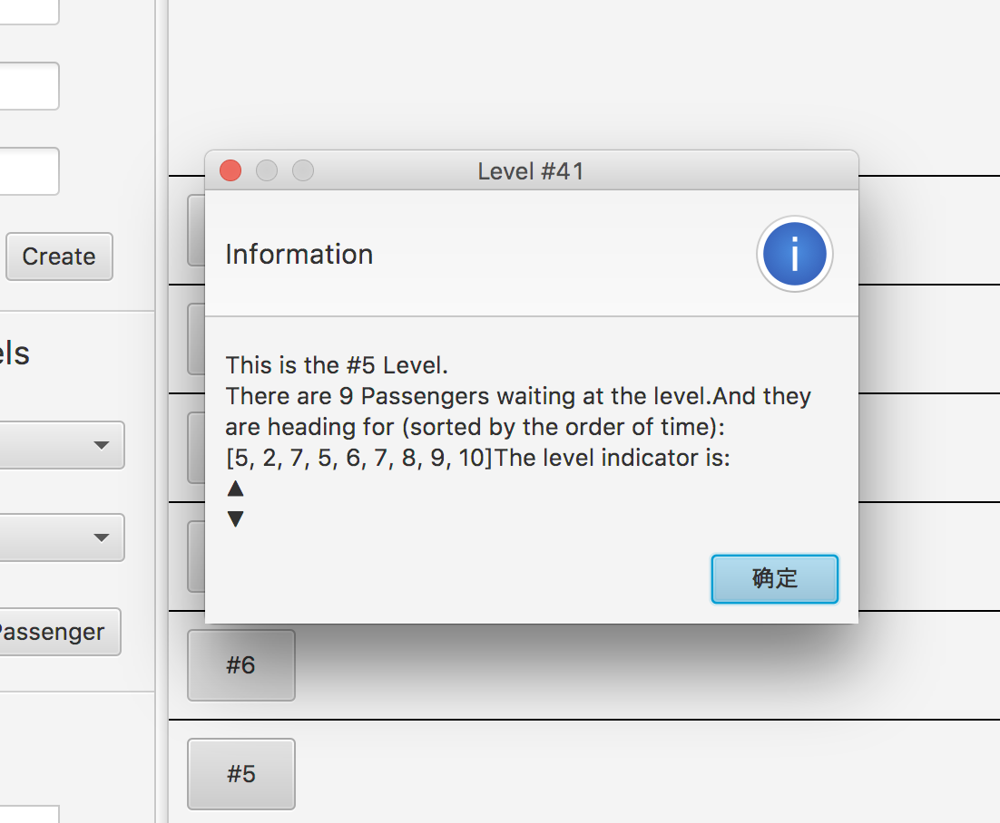 Level #41
Information
Create
els
This is the #5 Level.
There are 9 Passengers waiting at the level.And they
are heading for (sorted by the order of time):
[5, 2, 7, 5, 6, 7, 8, 9, 10]The level indicator is:
▲
▼
确定
Passenger
#6
#5